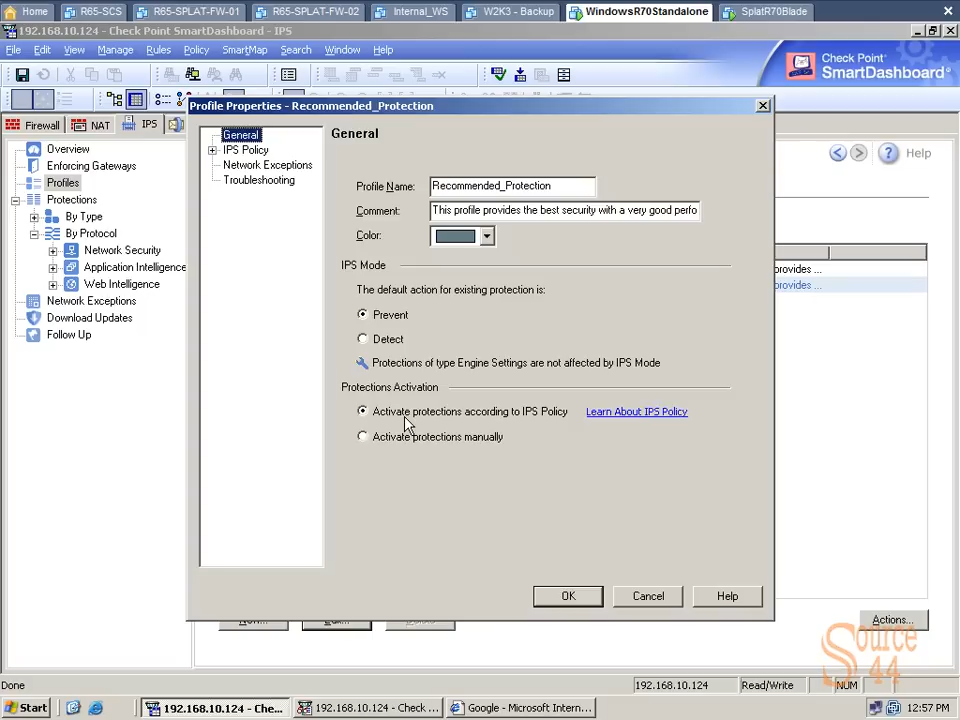 Home R65-SCS R65-SPLAT-FW-01 R65-SPLAT-FW-02 Internal_WS W2K3 - Backup WindowsR70Standalone SplatR70Blade
192.168.10.124 - Check Point SmartDashboard - IPS
File Edit View Manage Rules Policy SmartMap Search Window Help
Check Point
SmartDashboard
Firewall NAT IPS
Profile Properties - Recommended_Protection
Overview
Enforcing Gateways
Profiles
Protections
By Type
By Protocol
Network Security
Application Intelligence
Web Intelligence
Network Exceptions
Download Updates
Follow Up
General
IPS Policy
Network Exceptions
Troubleshooting
General
Profile Name: Recommended_Protection
Comment: This profile provides the best security with a very good perfo
Color:
IPS Mode
The default action for existing protection is:
Prevent
Detect
Protections of type Engine Settings are not affected by IPS Mode
Protections Activation
Activate protections according to IPS Policy Learn About IPS Policy
Activate protections manually
OK Cancel Help
Help
provides ...
provides ...
Actions...
Source
44
Done 192.168.10.124 Read/Write NUM
Start 192.168.10.124 - Che... 192.168.10.124 - Check ... Google - Microsoft Intern... 12:57 PM